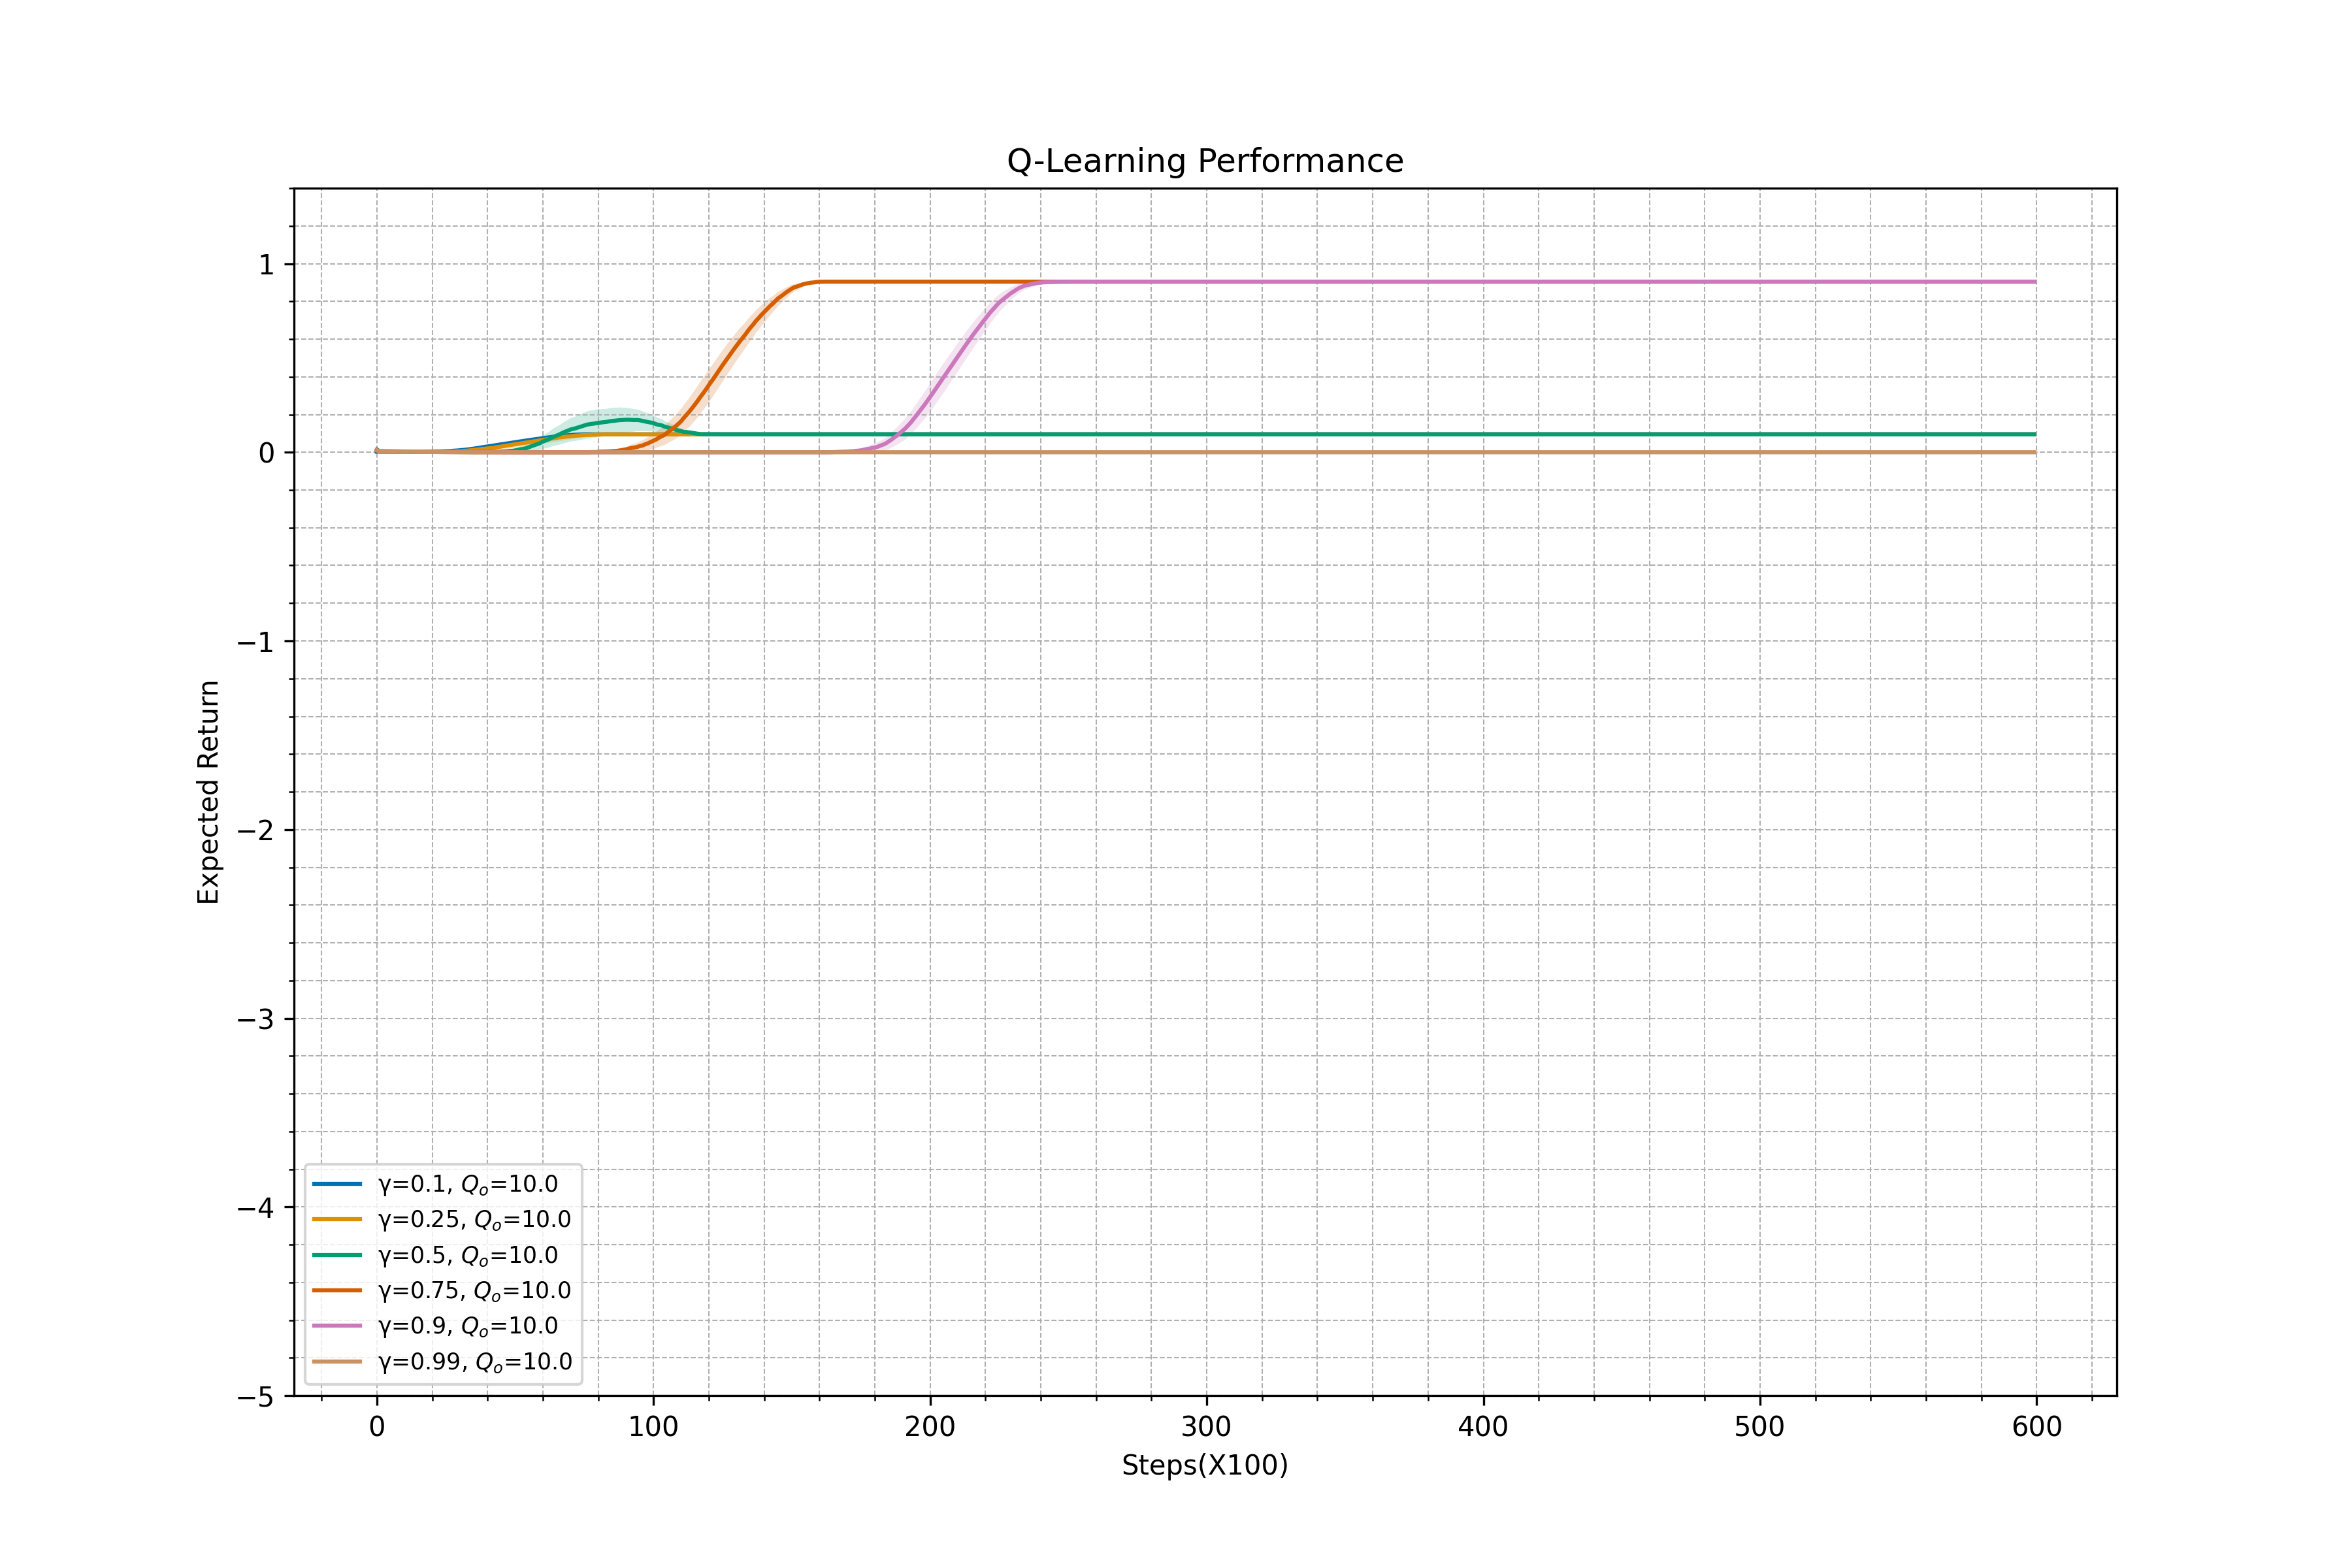 Q-Learning Performance
Expected Return
1
0
−1
−2
−3
−4
−5
γ=0.1, Qₒ=10.0
γ=0.25, Qₒ=10.0
γ=0.5, Qₒ=10.0
γ=0.75, Qₒ=10.0
γ=0.9, Qₒ=10.0
γ=0.99, Qₒ=10.0
0 100 200 300 400 500 600
Steps(X100)